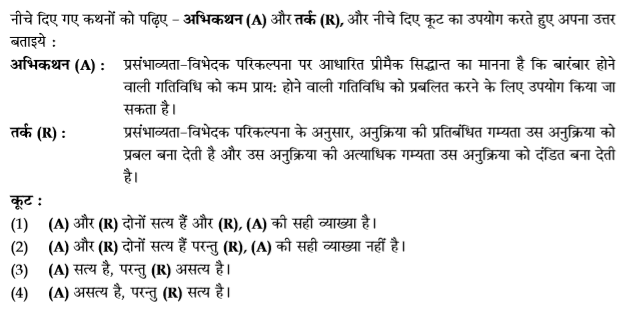 नीचे दिए गए कथनों को पढ़िए – अभिकथन (A) और तर्क (R), और नीचे दिए कूट का उपयोग करते हुए अपना उत्तर
बताइये :
अभिकथन (A) : प्रसंभाव्यता-विभेदक परिकल्पना पर आधारित प्रीमैक सिद्धान्त का मानना है कि बारंबार होने
वाली गतिविधि को कम प्राय: होने वाली गतिविधि को प्रबलित करने के लिए उपयोग किया जा
सकता है।
तर्क (R) : प्रसंभाव्यता-विभेदक परिकल्पना के अनुसार, अनुक्रिया की प्रतिबंधित गम्यता उस अनुक्रिया को
प्रबल बना देती है और उस अनुक्रिया की अत्याधिक गम्यता उस अनुक्रिया को दंडित बना देती
है।
कूट :
(1) (A) और (R) दोनों सत्य हैं और (R), (A) की सही व्याख्या है।
(2) (A) और (R) दोनों सत्य हैं परन्तु (R), (A) की सही व्याख्या नहीं है।
(3) (A) सत्य है, परन्तु (R) असत्य है।
(4) (A) असत्य है, परन्तु (R) सत्य है।